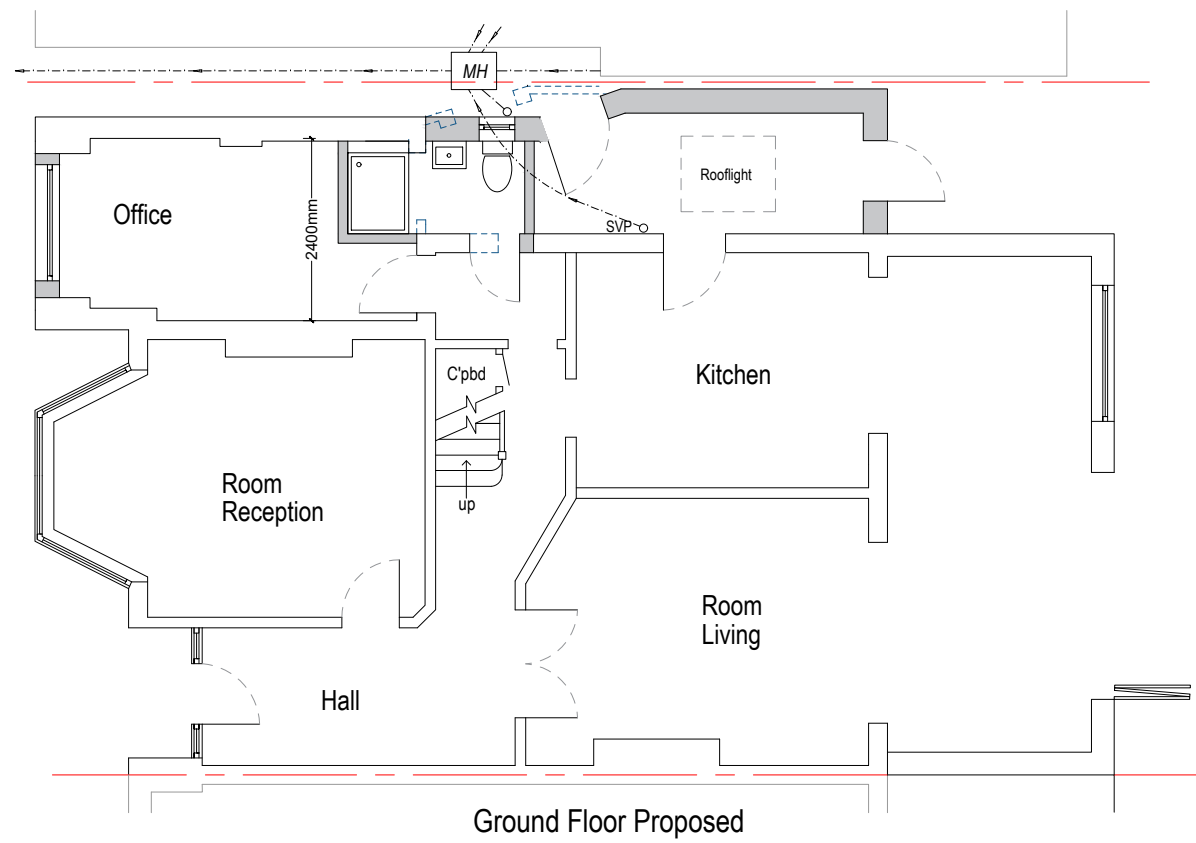 MH
Rooflight
Office
2400mm
SVP
C'pbd
Kitchen
Room
Reception
up
Room
Living
Hall
Ground Floor Proposed